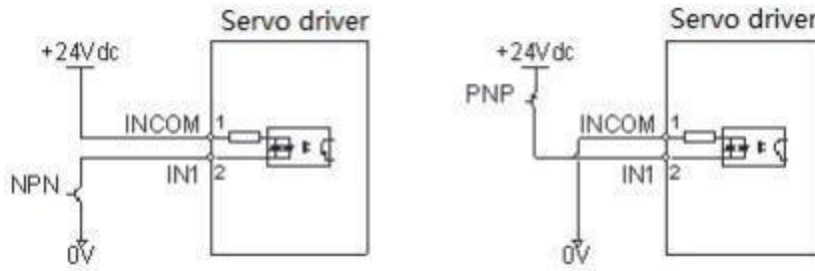 Servo driver
+24Vdc
INCOM 1
IN1 2
NPN
0V
Servo driver
+24Vdc
PNP
INCOM 1
IN1 2
0V